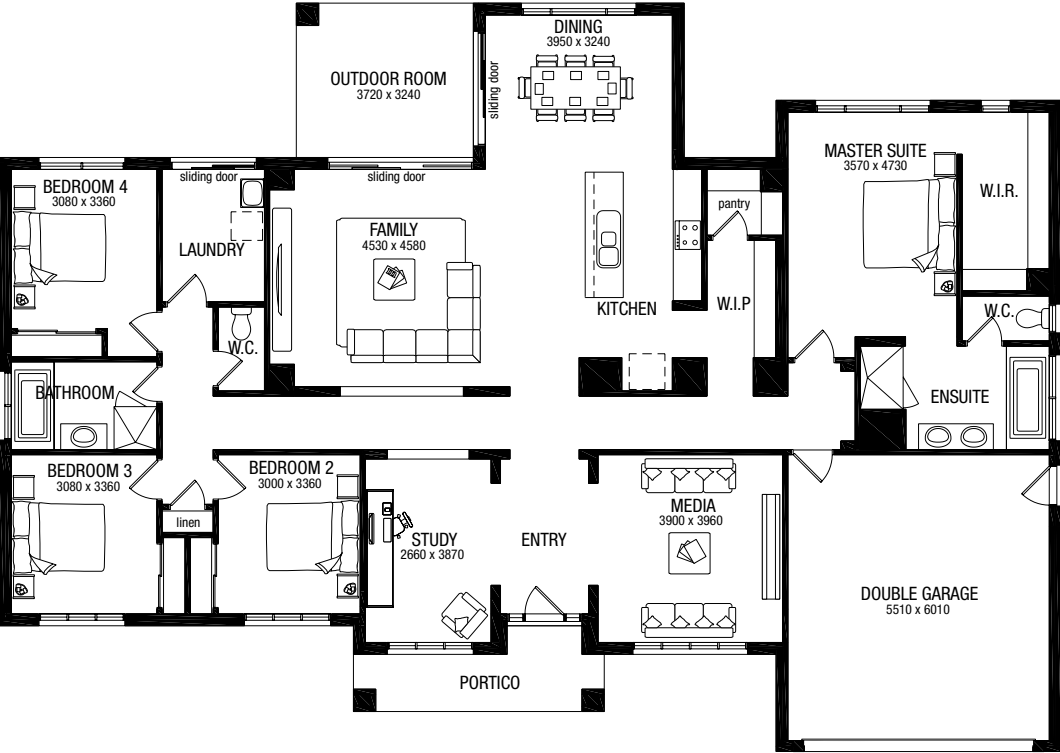 DINING
3950 x 3240
OUTDOOR ROOM
3720 x 3240
sliding door
MASTER SUITE
3570 x 4730
W.I.R.
sliding door
sliding door
BEDROOM 4
3080 x 3360
LAUNDRY
FAMILY
4530 x 4580
pantry
KITCHEN
W.I.P
W.C.
W.C.
BATHROOM
ENSUITE
BEDROOM 3
3080 x 3360
BEDROOM 2
3000 x 3360
linen
STUDY
2660 x 3870
ENTRY
MEDIA
3900 x 3960
DOUBLE GARAGE
5510 x 6010
PORTICO